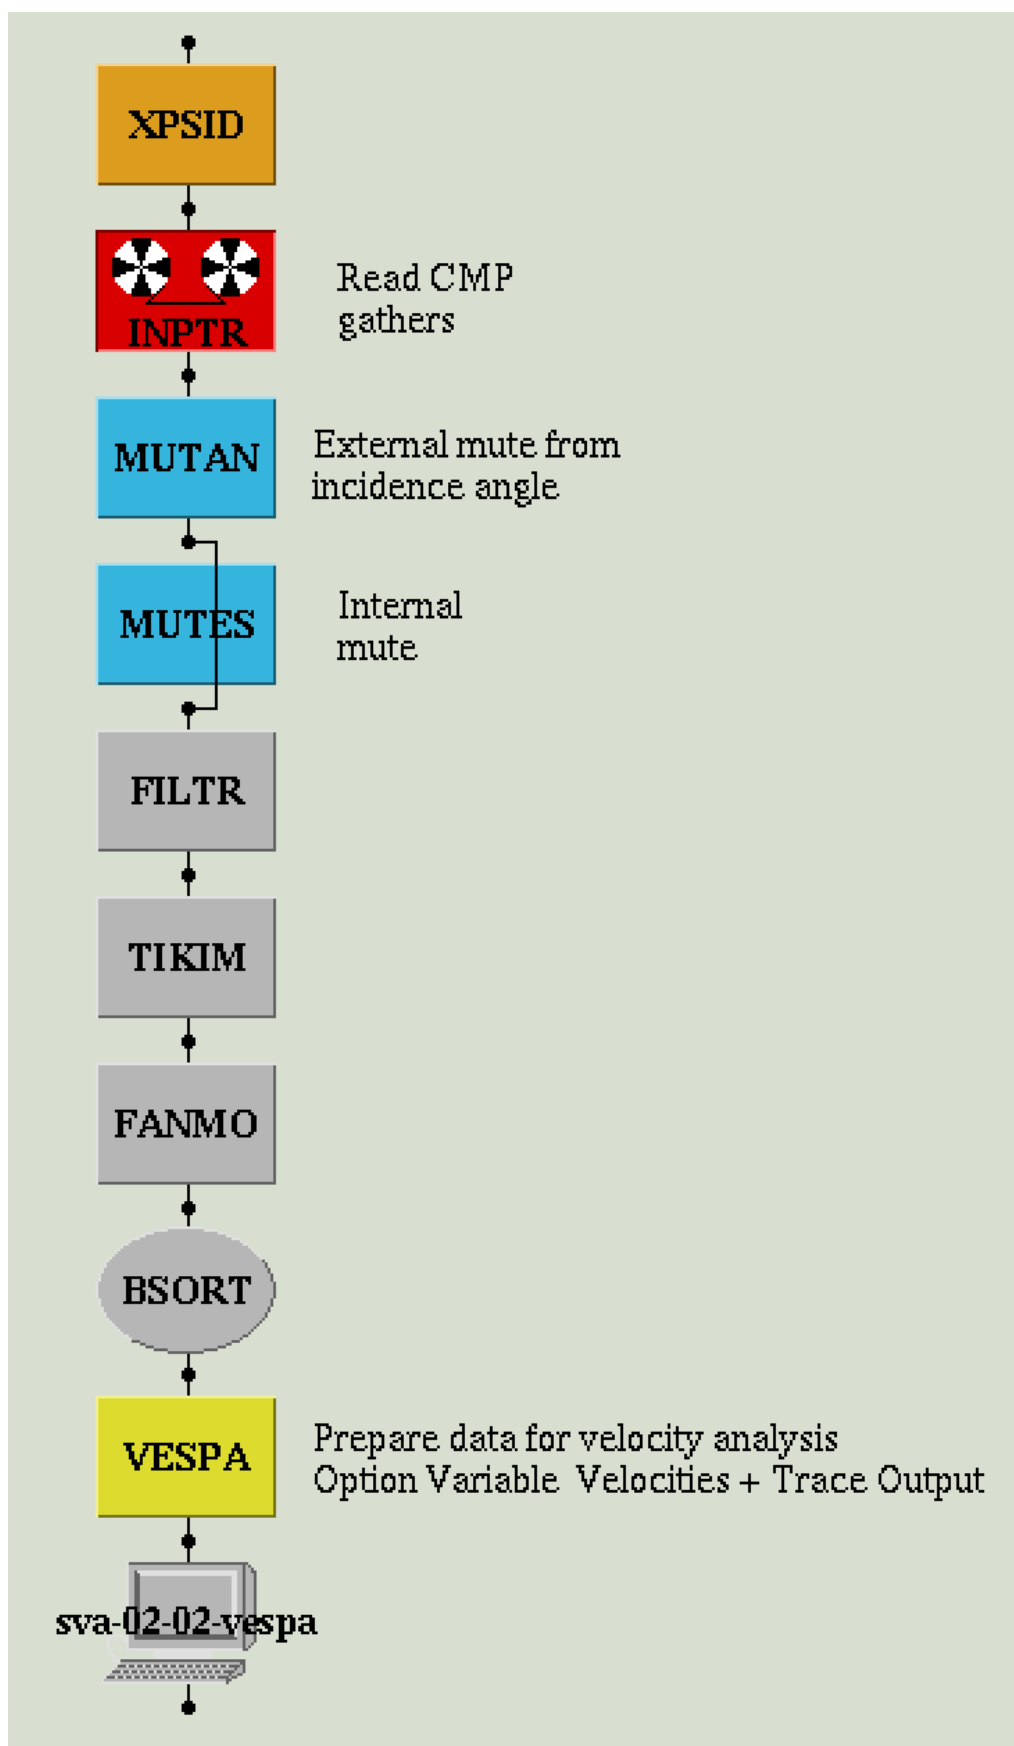 XPSID
INPTR
Read CMP
gathers
MUTAN
External mute from
incidence angle
MUTES
Internal
mute
FILTR
TIKIM
FANMO
BSORT
VESPA
Prepare data for velocity analysis
Option Variable Velocities + Trace Output
sva-02-02-vespa